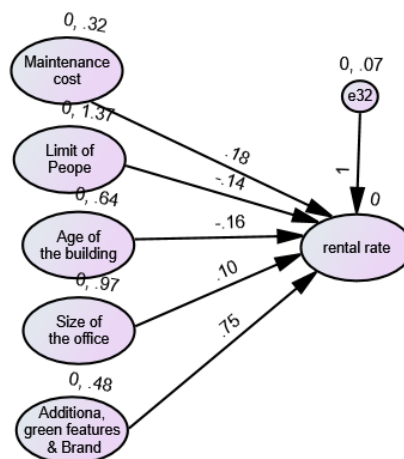 0, .32
Maintenance
cost
0, 1.37
Limit of
Peope
0, .64
Age of
the building
0, .97
Size of
the office
0, .48
Additiona,
green features
& Brand
.18
-.14
-.16
.10
.75
0, .07
e32
1
0
rental rate